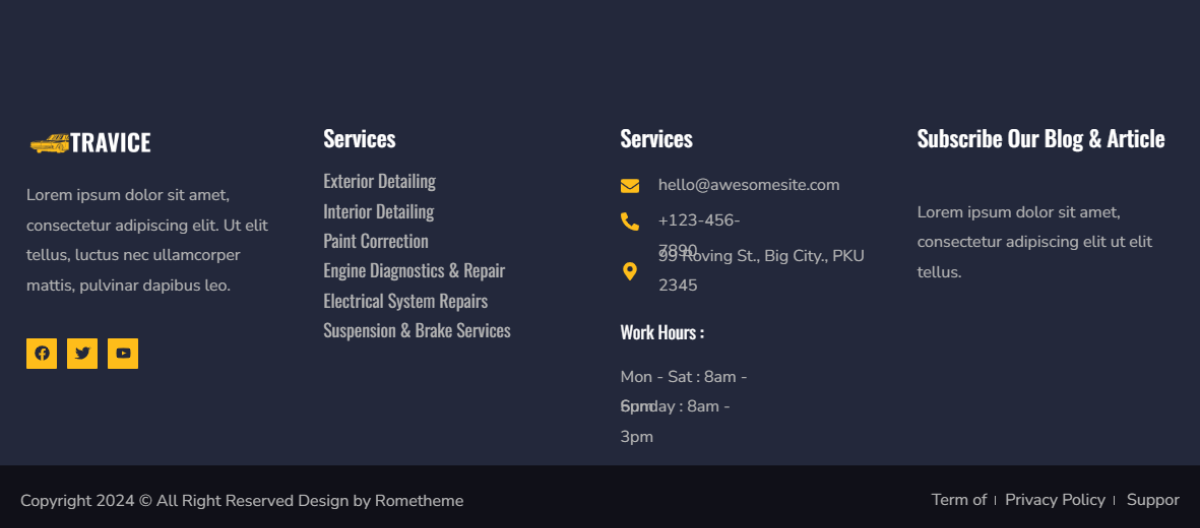 TRAVICE
Lorem ipsum dolor sit amet,
consectetur adipiscing elit. Ut elit
tellus, luctus nec ullamcorper
mattis, pulvinar dapibus leo.
Services
Exterior Detailing
Interior Detailing
Paint Correction
Engine Diagnostics & Repair
Electrical System Repairs
Suspension & Brake Services
Services
hello@awesomesite.com
+123-456-
7890
99 Roving St., Big City., PKU
2345
Work Hours :
Mon - Sat : 8am -
6pm
Sunday : 8am -
3pm
Subscribe Our Blog & Article
Lorem ipsum dolor sit amet,
consectetur adipiscing elit ut elit
tellus.
Copyright 2024 © All Right Reserved Design by Rometheme
Term of
Privacy Policy
Suppor